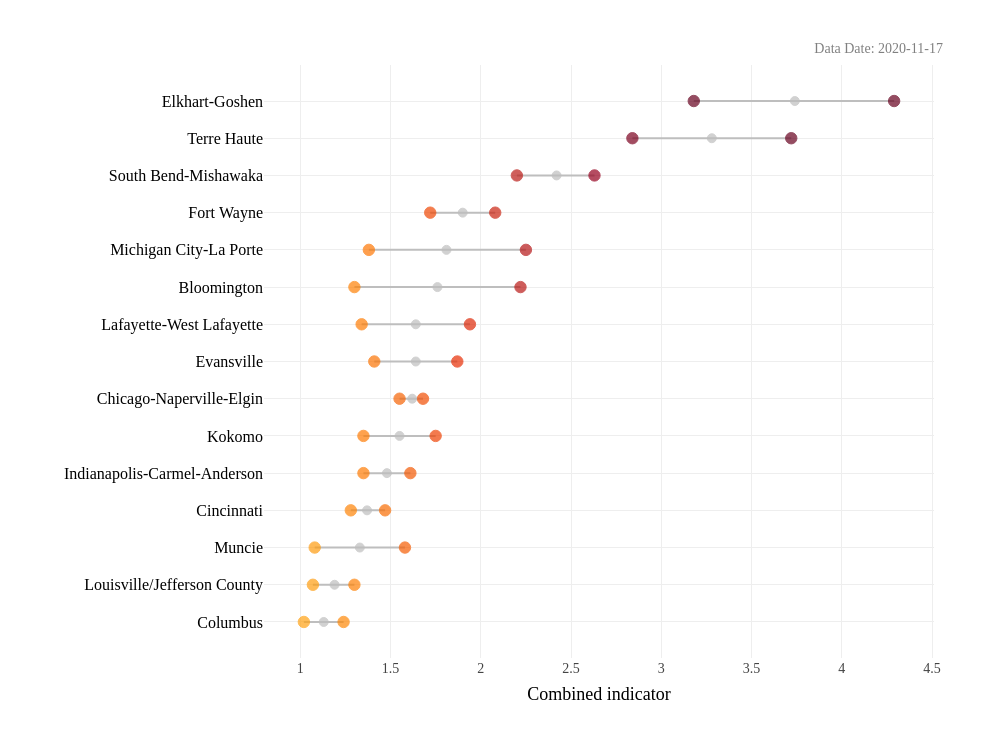 Data Date: 2020-11-17
Elkhart-Goshen
Terre Haute
South Bend-Mishawaka
Fort Wayne
Michigan City-La Porte
Bloomington
Lafayette-West Lafayette
Evansville
Chicago-Naperville-Elgin
Kokomo
Indianapolis-Carmel-Anderson
Cincinnati
Muncie
Louisville/Jefferson County
Columbus
1 1.5 2 2.5 3 3.5 4 4.5
Combined indicator